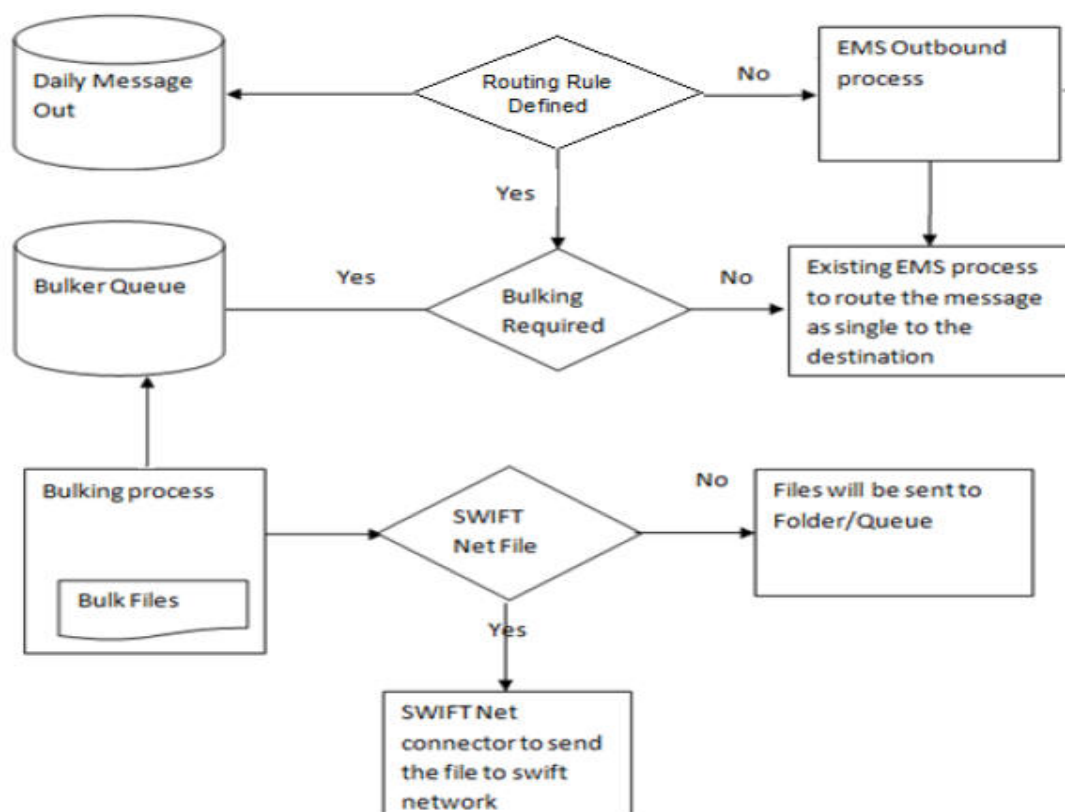 Daily Message
Out
Routing Rule
Defined
No
EMS Outbound
process
Yes
Bulker Queue
Yes
Bulking
Required
No
Existing EMS process
to route the message
as single to the
destination
Bulking process
Bulk Files
SWIFT
Net File
No
Files will be sent to
Folder/Queue
Yes
SWIFT Net
connector to send
the file to swift
network